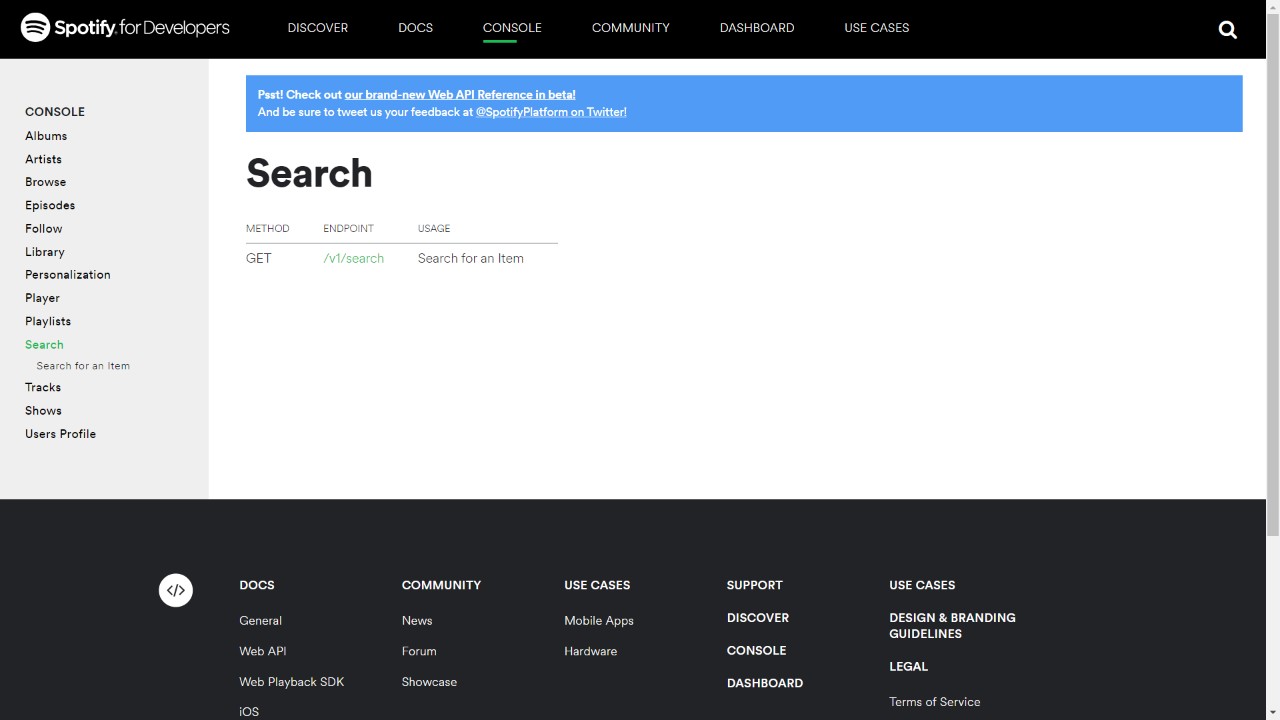 Spotify for Developers
DISCOVER DOCS CONSOLE COMMUNITY DASHBOARD USE CASES
CONSOLE
Albums
Artists
Browse
Episodes
Follow
Library
Personalization
Player
Playlists
Search
Search for an Item
Tracks
Shows
Users Profile
Psst! Check out our brand-new Web API Reference in beta!
And be sure to tweet us your feedback at @SpotifyPlatform on Twitter!
Search
METHOD ENDPOINT USAGE
GET /v1/search Search for an Item
DOCS
General
Web API
Web Playback SDK
iOS
COMMUNITY
News
Forum
Showcase
USE CASES
Mobile Apps
Hardware
SUPPORT
DISCOVER
CONSOLE
DASHBOARD
USE CASES
DESIGN & BRANDING
GUIDELINES
LEGAL
Terms of Service